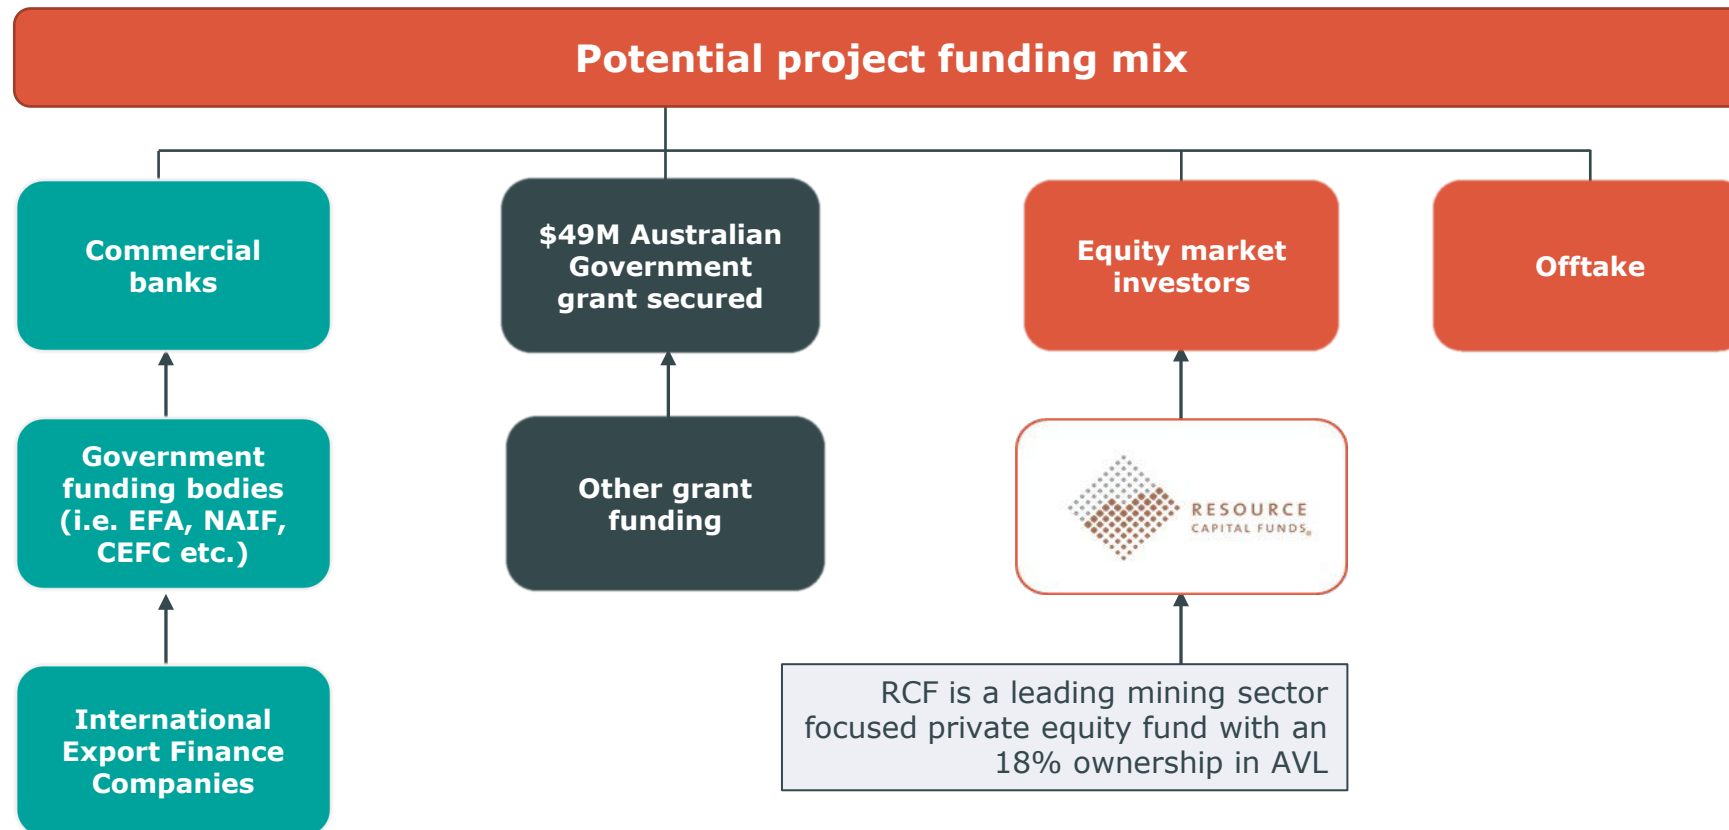 Potential project funding mix
Commercial
banks
$49M Australian
Government
grant secured
Equity market
investors
Offtake
Government
funding bodies
(i.e. EFA, NAIF,
CEFC etc.)
Other grant
funding
RESOURCE
CAPITAL FUNDS®
International
Export Finance
Companies
RCF is a leading mining sector
focused private equity fund with an
18% ownership in AVL